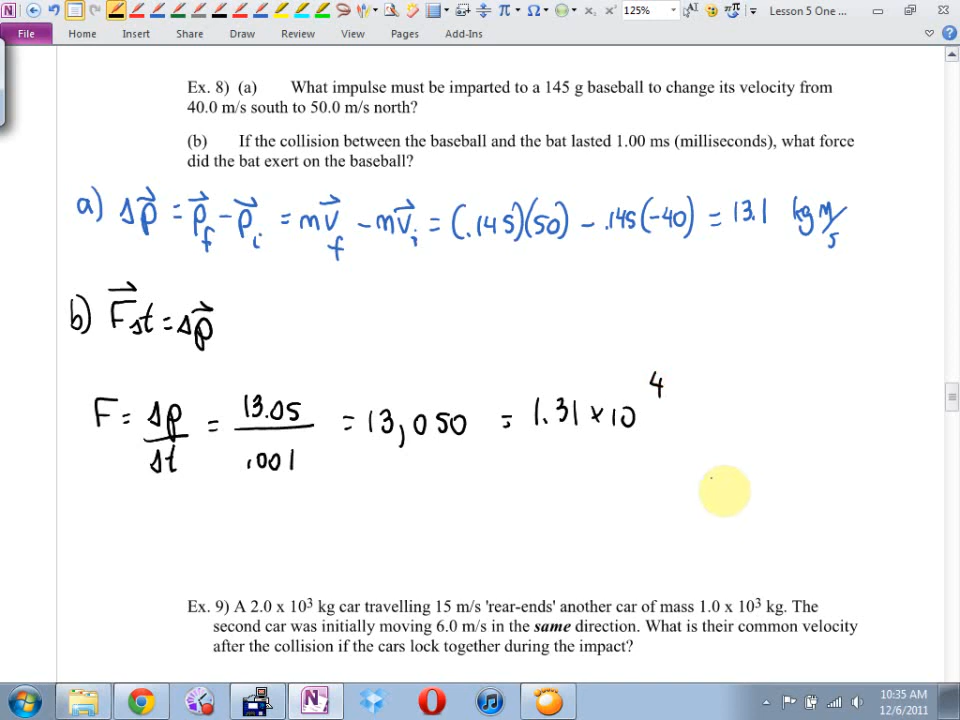 125%
Lesson 5 One ...
File Home Insert Share Draw Review View Pages Add-Ins
Ex. 8) (a) What impulse must be imparted to a 145 g baseball to change its velocity from
40.0 m/s south to 50.0 m/s north?
(b) If the collision between the baseball and the bat lasted 1.00 ms (milliseconds), what force
did the bat exert on the baseball?
a) Δp⃗ = p⃗f - p⃗i = mv⃗f - mv⃗i = (.145)(50) - .145(-40) = 13.1 kg m/s
b) F⃗Δt = Δp⃗
F = Δp/Δt = 13.05/.001 = 13,050 = 1.31 × 10⁴
Ex. 9) A 2.0 x 10³ kg car travelling 15 m/s 'rear-ends' another car of mass 1.0 x 10³ kg. The
second car was initially moving 6.0 m/s in the same direction. What is their common velocity
after the collision if the cars lock together during the impact?
10:35 AM
12/6/2011